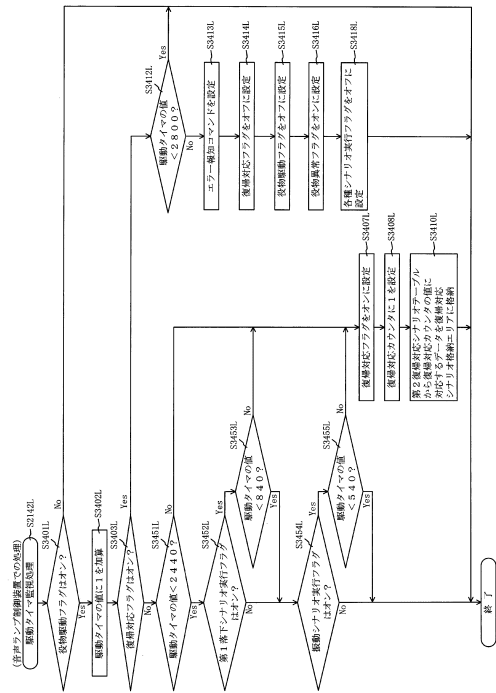 (音声ランプ制御装置での処理)
駆動タイマ監視処理
S2142L
役物駆動フラグはオン?
S3401L
No
Yes
駆動タイマの値に1を加算
S3402L
復帰対応フラグはオン?
S3403L
Yes
No
駆動タイマの値<2440?
S3451L
No
Yes
第1落下シナリオ実行フラグ
はオン?
S3452L
Yes
No
駆動タイマの値
<840?
S3453L
No
Yes
振動シナリオ実行フラグ
はオン?
S3454L
Yes
No
駆動タイマの値
<540?
S3455L
No
Yes
復帰対応フラグをオンに設定
S3407L
復帰対応カウンタに1を設定
S3408L
第2復帰対応シナリオテーブル
から復帰対応カウンタの値に
対応するデータを復帰対応
シナリオ格納エリアに格納
S3410L
駆動タイマの値
<2800?
S3412L
Yes
No
エラー報知コマンドを設定
S3413L
復帰対応フラグをオフに設定
S3414L
役物駆動フラグをオフに設定
S3415L
役物異常フラグをオンに設定
S3416L
各種シナリオ実行フラグをオフに
設定
S3418L
終了